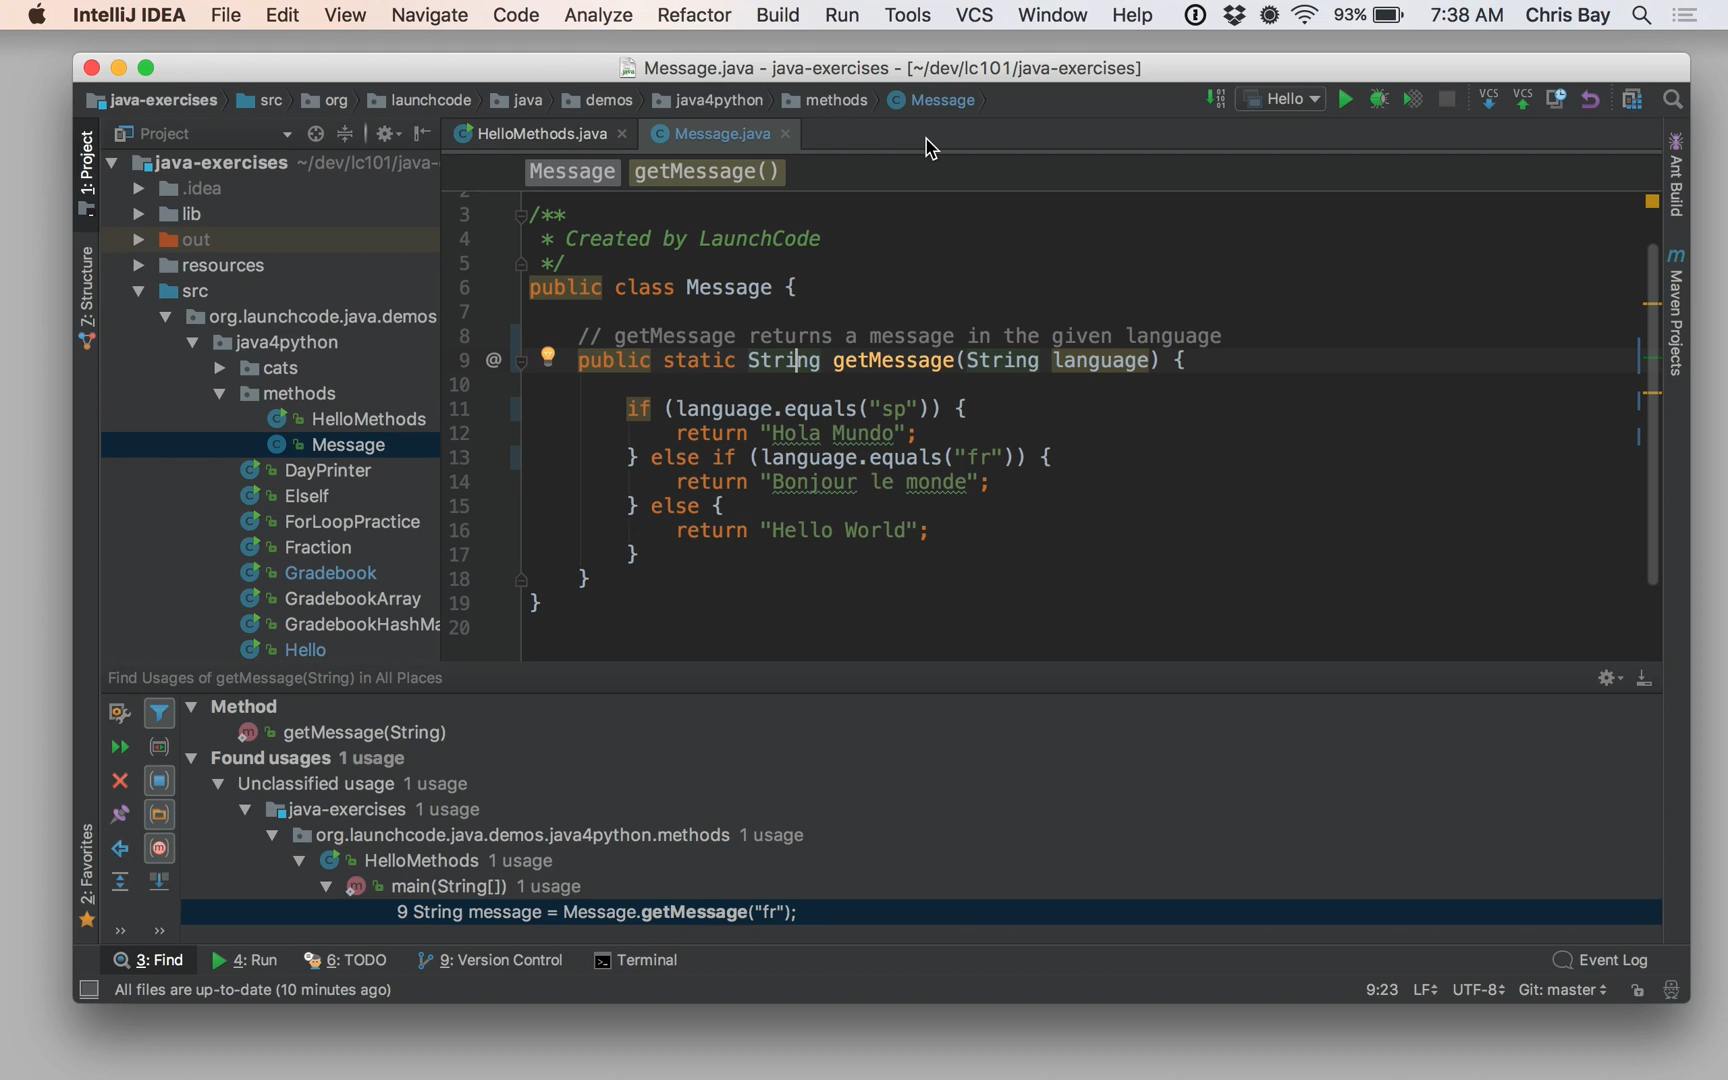 IntelliJ IDEA File Edit View Navigate Code Analyze Refactor Build Run Tools VCS Window Help 93% 7:38 AM Chris Bay
Message.java - java-exercises - [~/dev/lc101/java-exercises]
java-exercises src org launchcode java demos java4python methods Message Hello VCS VCS
1: Project
Z: Structure
2: Favorites
Project
java-exercises ~/dev/lc101/java-
.idea
lib
out
resources
src
org.launchcode.java.demos
java4python
cats
methods
HelloMethods
Message
DayPrinter
ElseIf
ForLoopPractice
Fraction
Gradebook
GradebookArray
GradebookHashMa
Hello
HelloMethods.java Message.java
Message getMessage()
2
3 /**
4 * Created by LaunchCode
5 */
6 public class Message {
7
8 // getMessage returns a message in the given language
9 @ public static String getMessage(String language) {
10
11 if (language.equals("sp")) {
12 return "Hola Mundo";
13 } else if (language.equals("fr")) {
14 return "Bonjour le monde";
15 } else {
16 return "Hello World";
17 }
18 }
19 }
20
Ant Build
Maven Projects
Find Usages of getMessage(String) in All Places
Method
getMessage(String)
Found usages 1 usage
Unclassified usage 1 usage
java-exercises 1 usage
org.launchcode.java.demos.java4python.methods 1 usage
HelloMethods 1 usage
main(String[]) 1 usage
9 String message = Message.getMessage("fr");
3: Find 4: Run 6: TODO 9: Version Control Terminal Event Log
All files are up-to-date (10 minutes ago) 9:23 LF UTF-8 Git: master